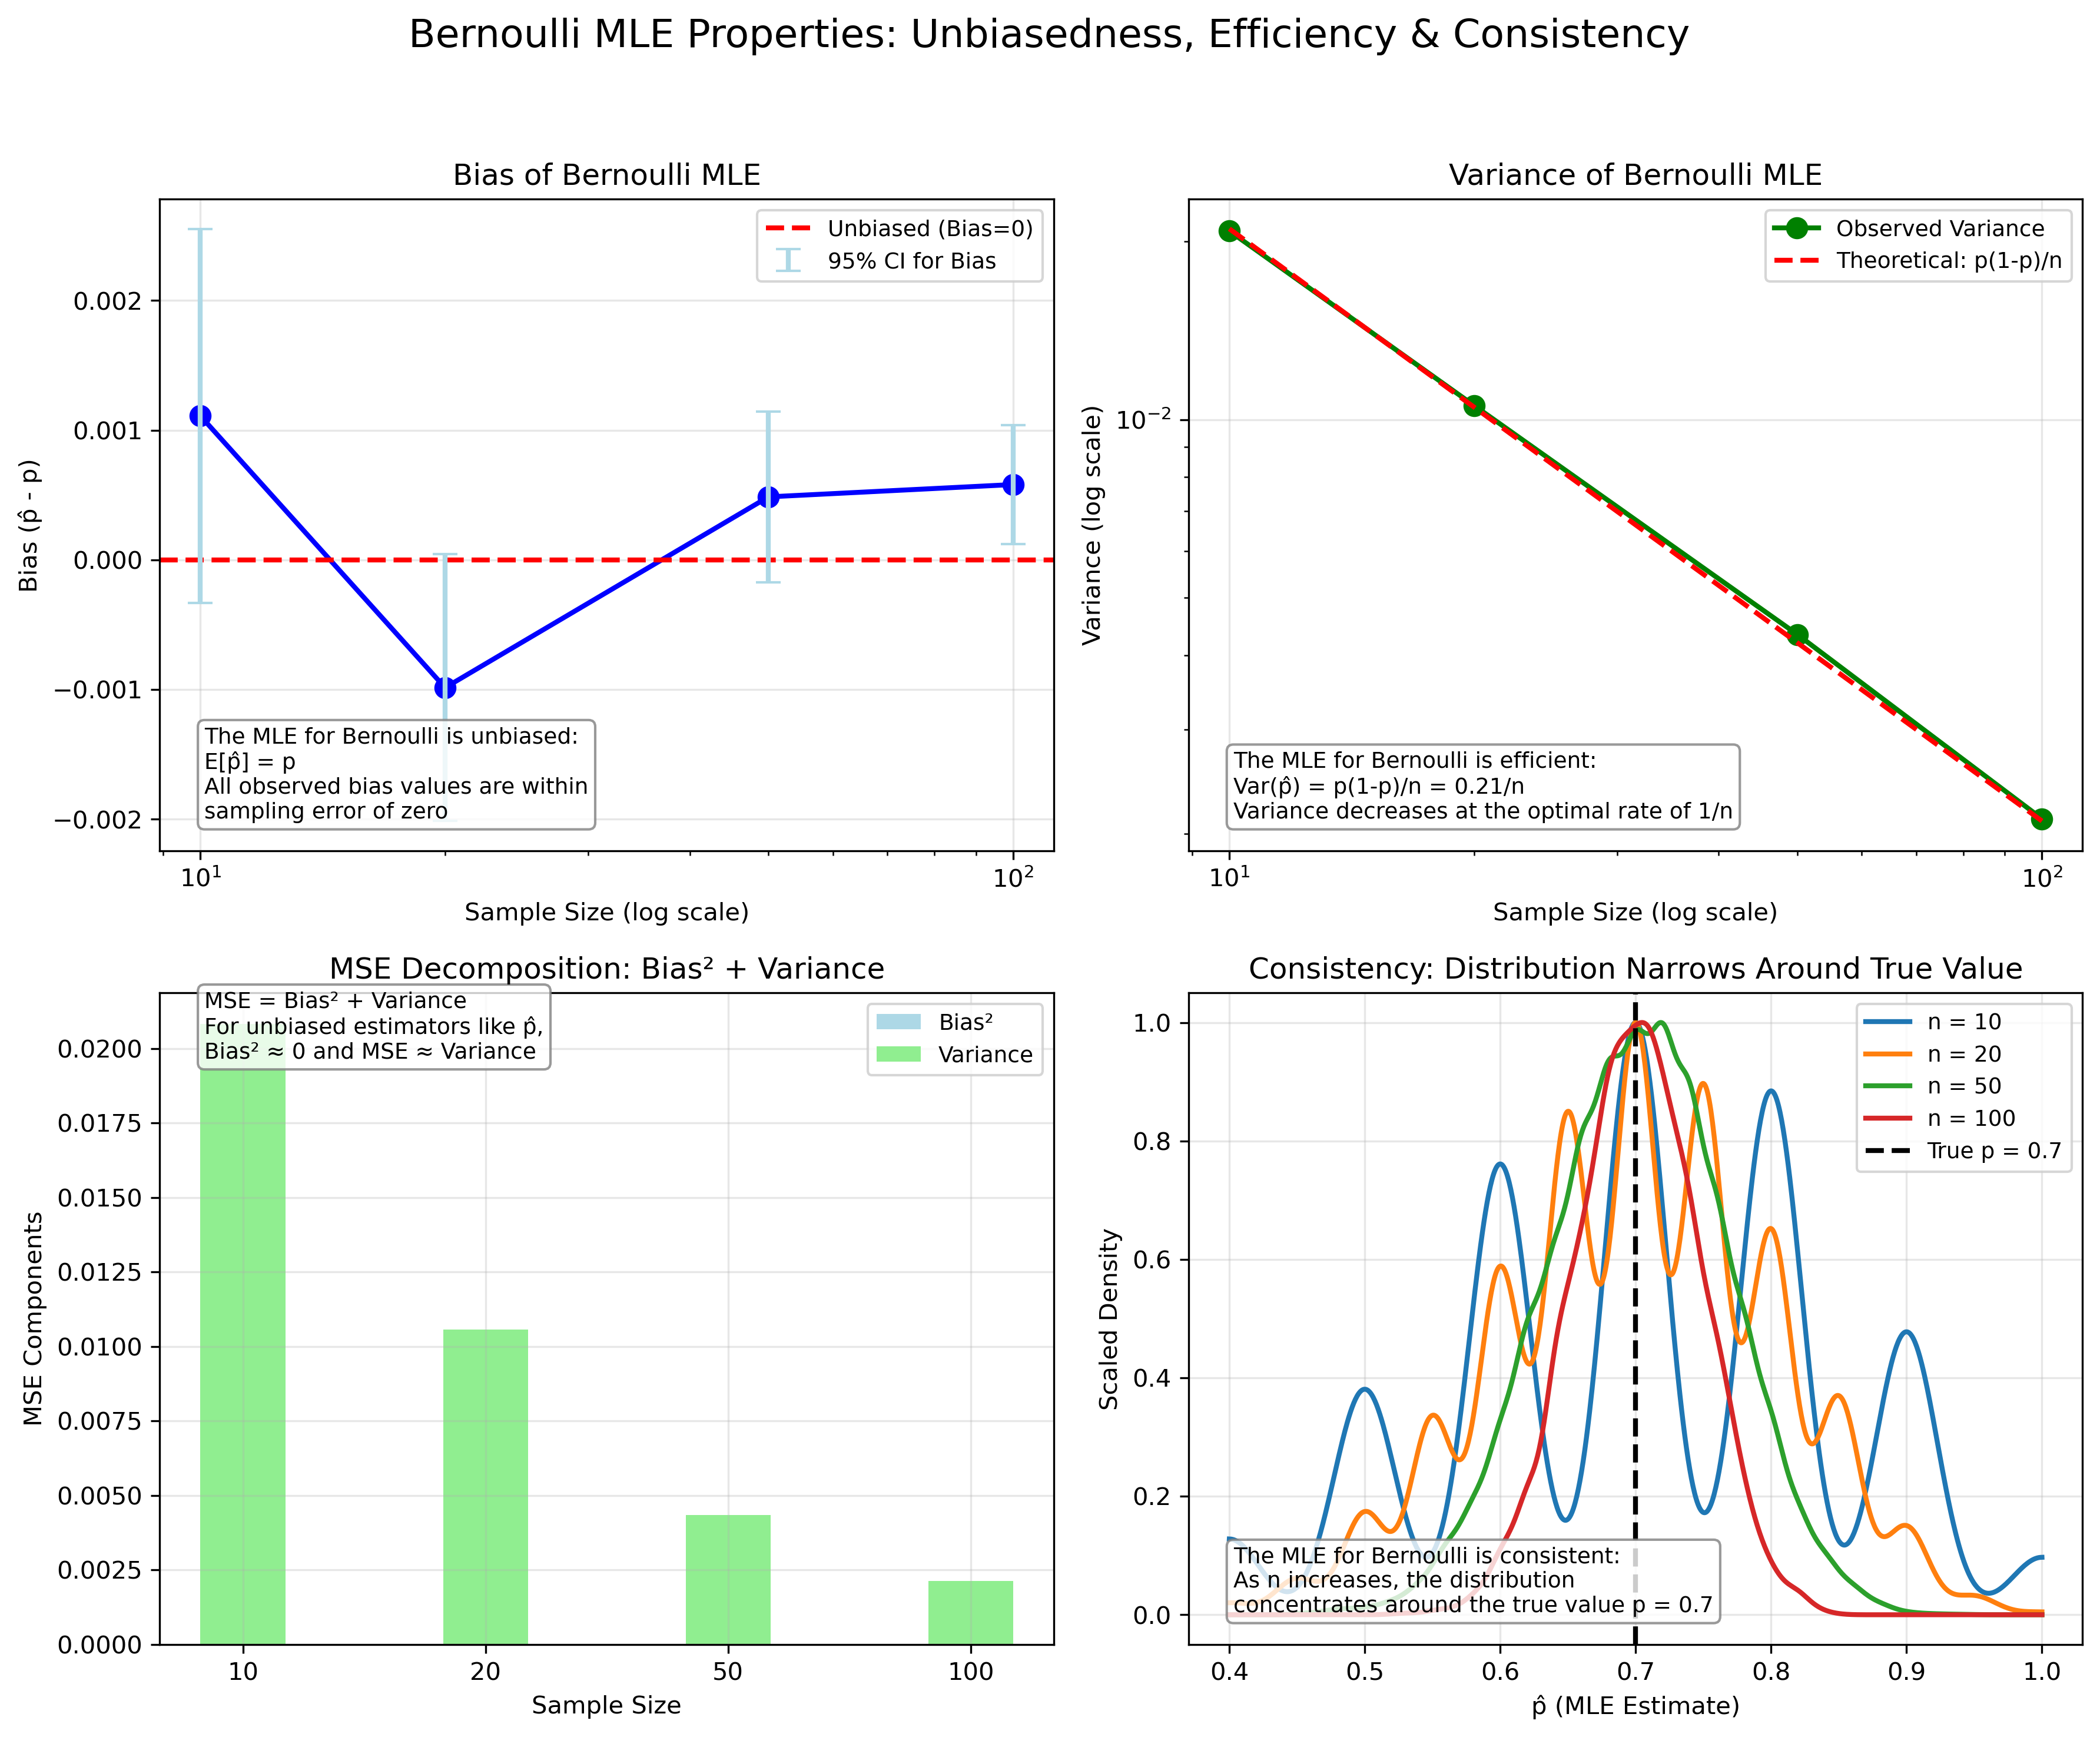 Bernoulli MLE Properties: Unbiasedness, Efficiency & Consistency
Bias of Bernoulli MLE
Unbiased (Bias=0)
95% CI for Bias
Bias (p̂ - p)
0.002
0.001
0.000
−0.001
−0.002
The MLE for Bernoulli is unbiased:
E[p̂] = p
All observed bias values are within
sampling error of zero
10¹
10²
Sample Size (log scale)
Variance of Bernoulli MLE
Observed Variance
Theoretical: p(1-p)/n
Variance (log scale)
10⁻²
The MLE for Bernoulli is efficient:
Var(p̂) = p(1-p)/n = 0.21/n
Variance decreases at the optimal rate of 1/n
10¹
10²
Sample Size (log scale)
MSE Decomposition: Bias² + Variance
MSE = Bias² + Variance
For unbiased estimators like p̂,
Bias² ≈ 0 and MSE ≈ Variance
Bias²
Variance
MSE Components
0.0200
0.0175
0.0150
0.0125
0.0100
0.0075
0.0050
0.0025
0.0000
10
20
50
100
Sample Size
Consistency: Distribution Narrows Around True Value
n = 10
n = 20
n = 50
n = 100
True p = 0.7
Scaled Density
1.0
0.8
0.6
0.4
0.2
0.0
The MLE for Bernoulli is consistent:
As n increases, the distribution
concentrates around the true value p = 0.7
0.4
0.5
0.6
0.7
0.8
0.9
1.0
p̂ (MLE Estimate)